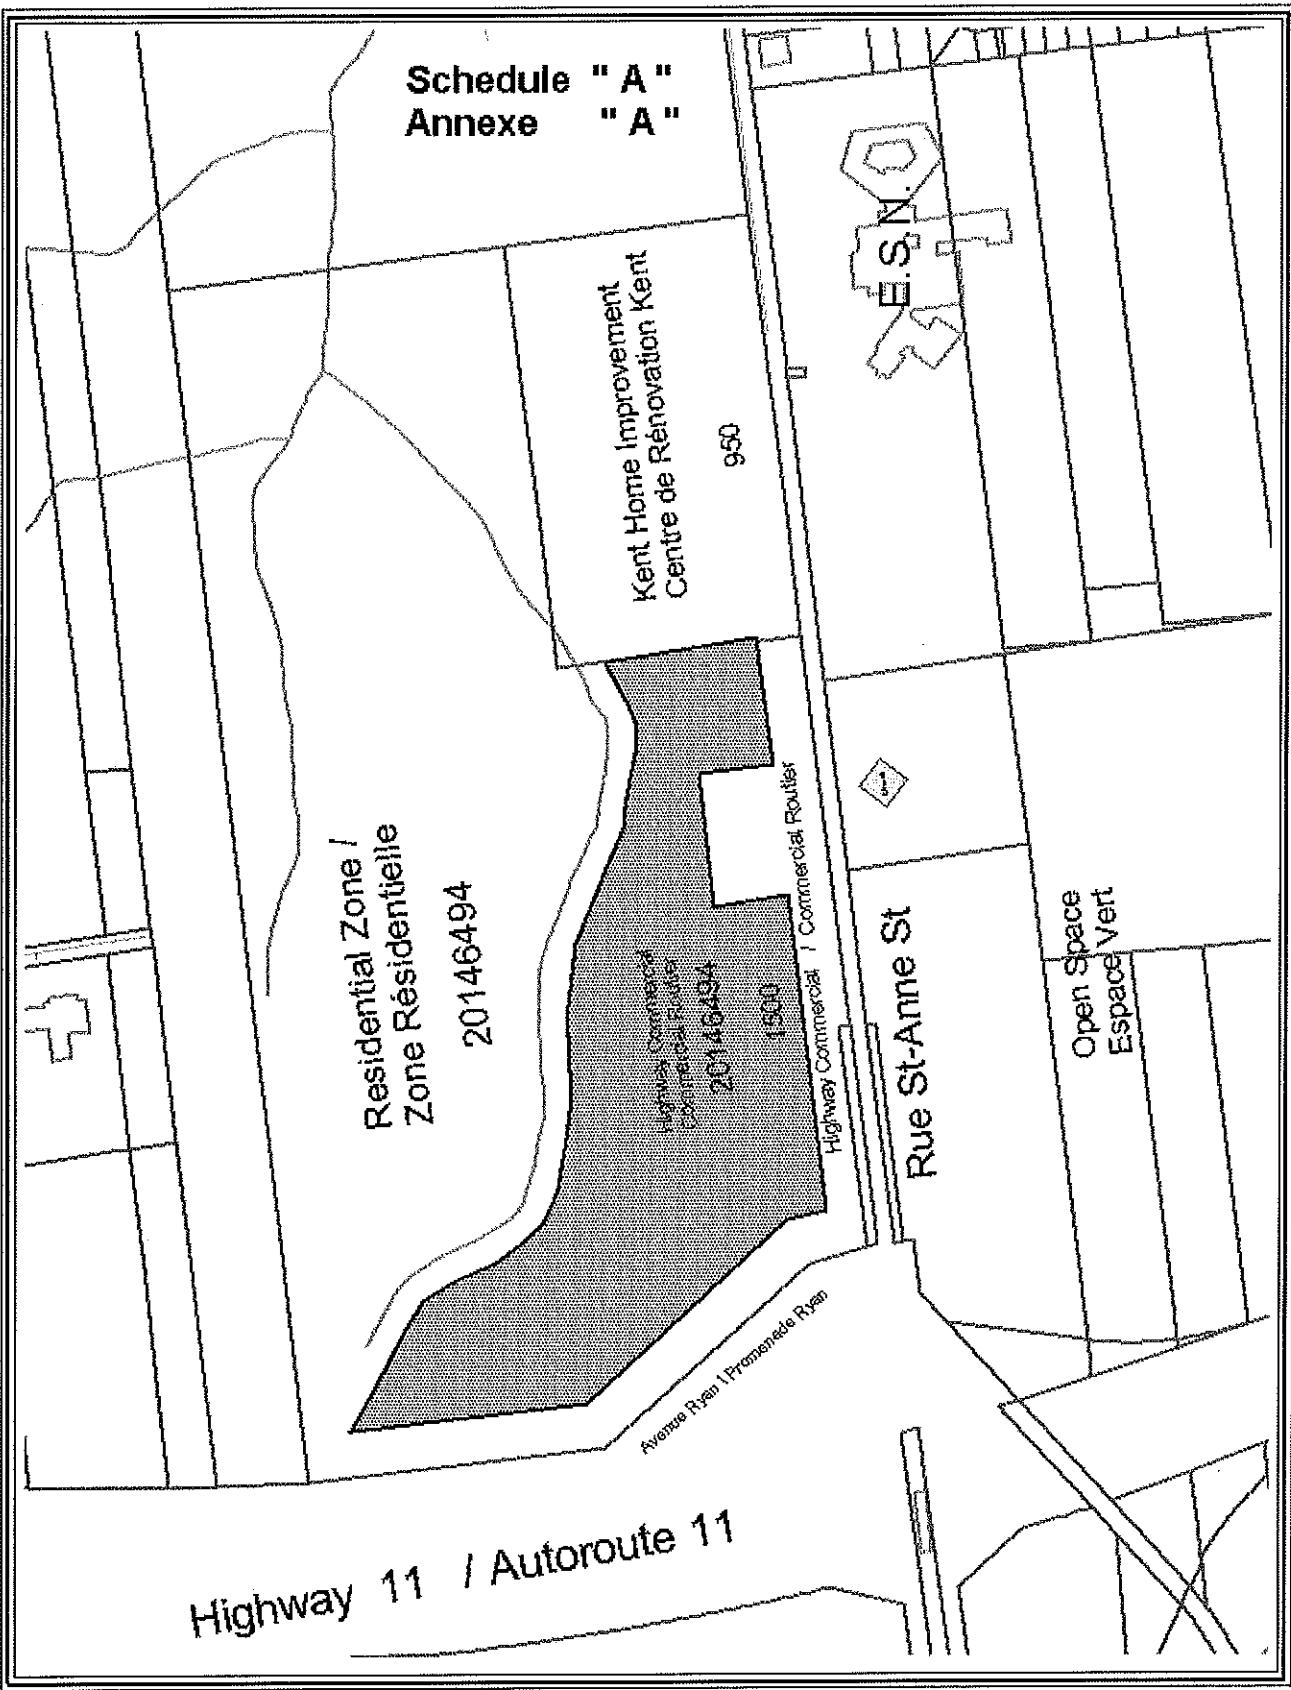 Schedule " A "
Annexe " A "
E.S.N.
Kent Home Improvement
Centre de Rénovation Kent
950
Residential Zone /
Zone Résidentielle
20146494
Highway Commercial
Commercial Routier
20146494
1500
Highway Commercial / Commercial Routier
Rue St-Anne St
Open Space
Espace Vert
Avenue Ryan \ Promenade Ryan
Highway 11 / Autoroute 11